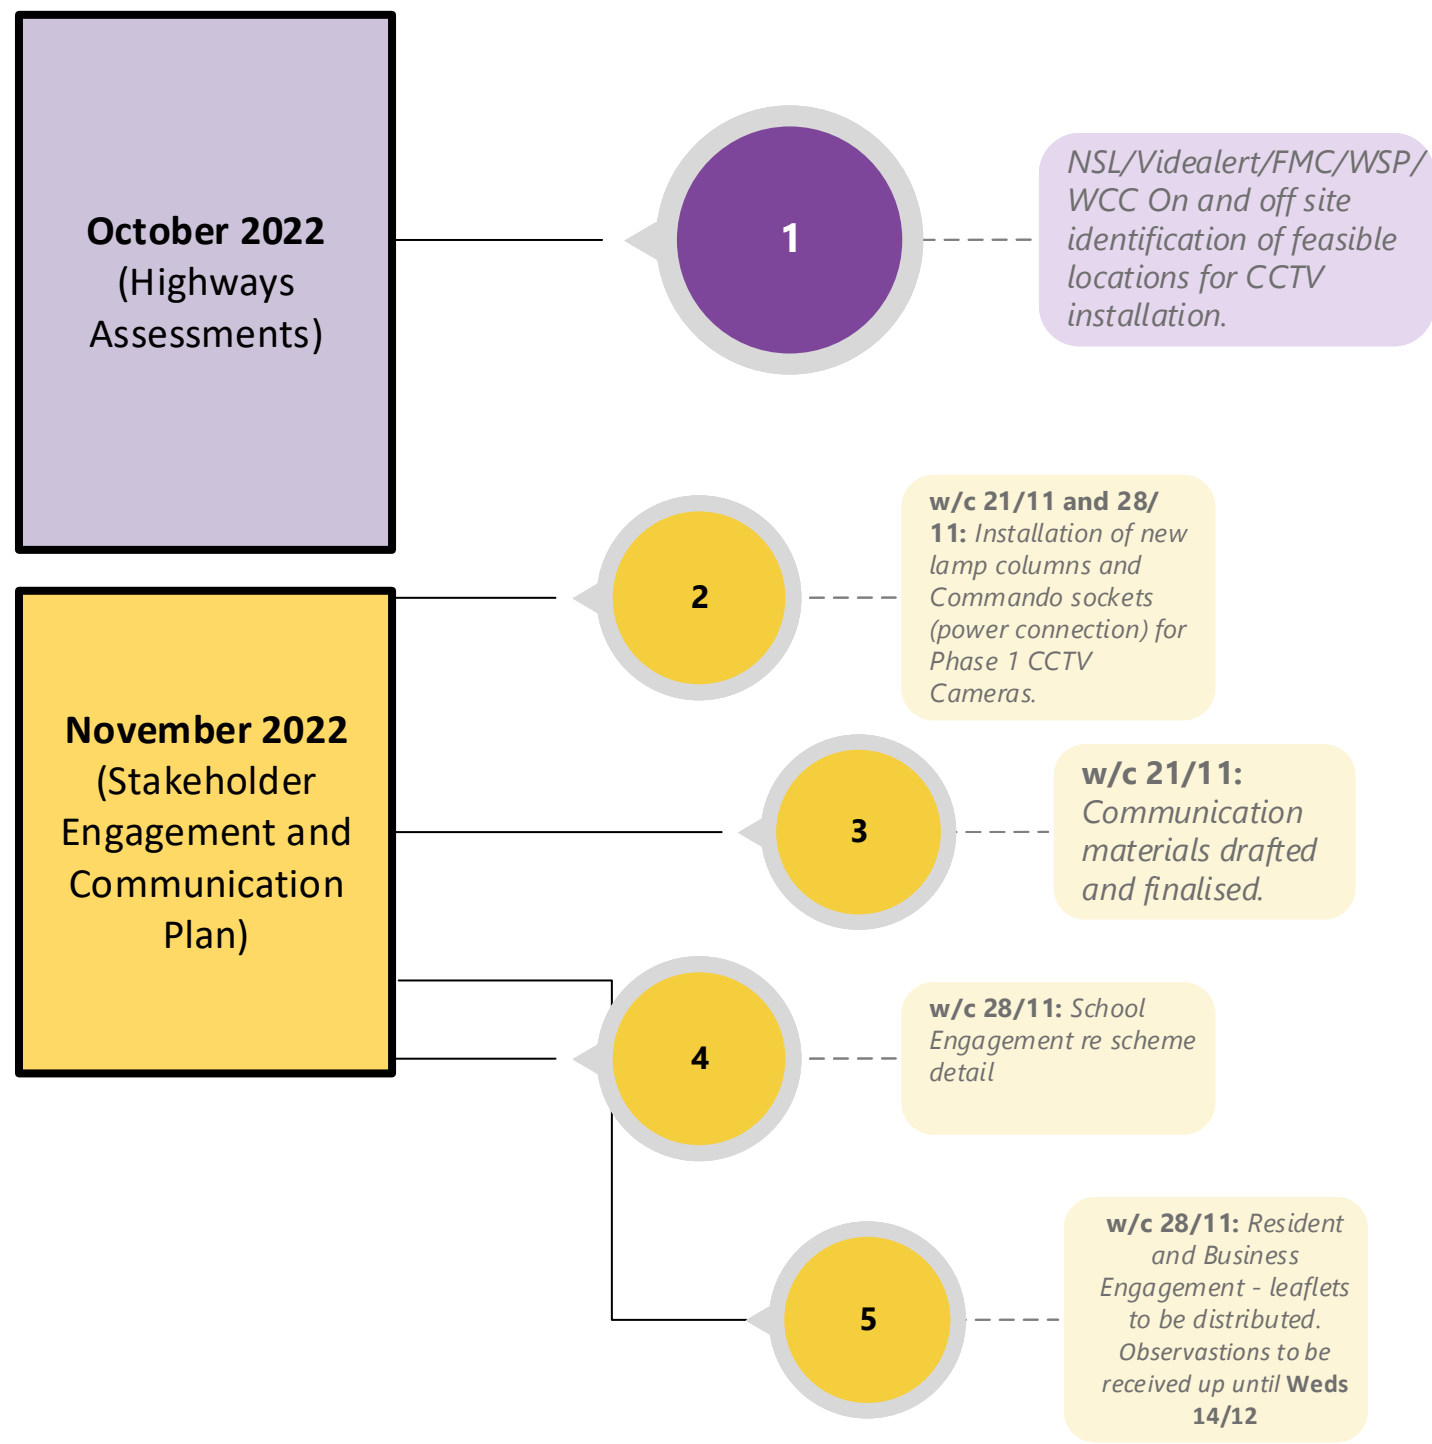 October 2022
(Highways
Assessments)
1
NSL/Videalert/FMC/WSP/
WCC On and off site
identification of feasible
locations for CCTV
installation.
November 2022
(Stakeholder
Engagement and
Communication
Plan)
2
w/c 21/11 and 28/
11: Installation of new
lamp columns and
Commando sockets
(power connection) for
Phase 1 CCTV
Cameras.
3
w/c 21/11:
Communication
materials drafted
and finalised.
4
w/c 28/11: School
Engagement re scheme
detail
5
w/c 28/11: Resident
and Business
Engagement - leaflets
to be distributed.
Observastions to be
received up until Weds
14/12